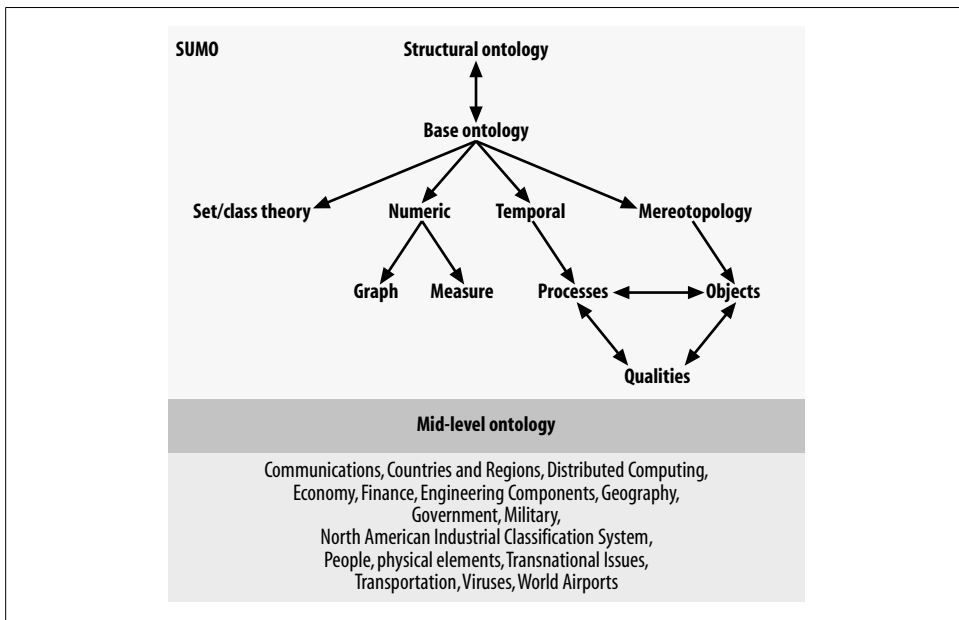 SUMO
Structural ontology
Base ontology
Set/class theory
Numeric
Temporal
Mereotopology
Graph
Measure
Processes
Objects
Qualities
Mid-level ontology
Communications, Countries and Regions, Distributed Computing,
Economy, Finance, Engineering Components, Geography,
Government, Military,
North American Industrial Classification System,
People, physical elements, Transnational Issues,
Transportation, Viruses, World Airports